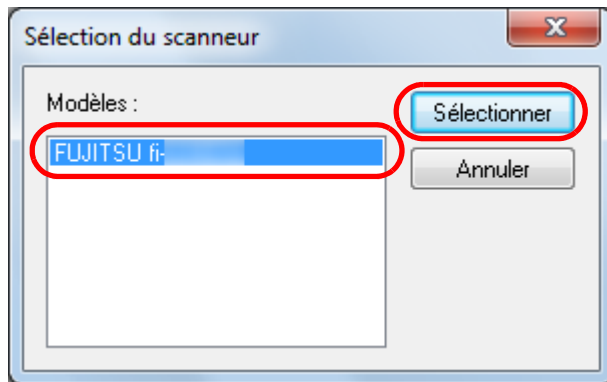 Sélection du scanneur
Modèles :
Sélectionner
FUJITSU fi-
Annuler